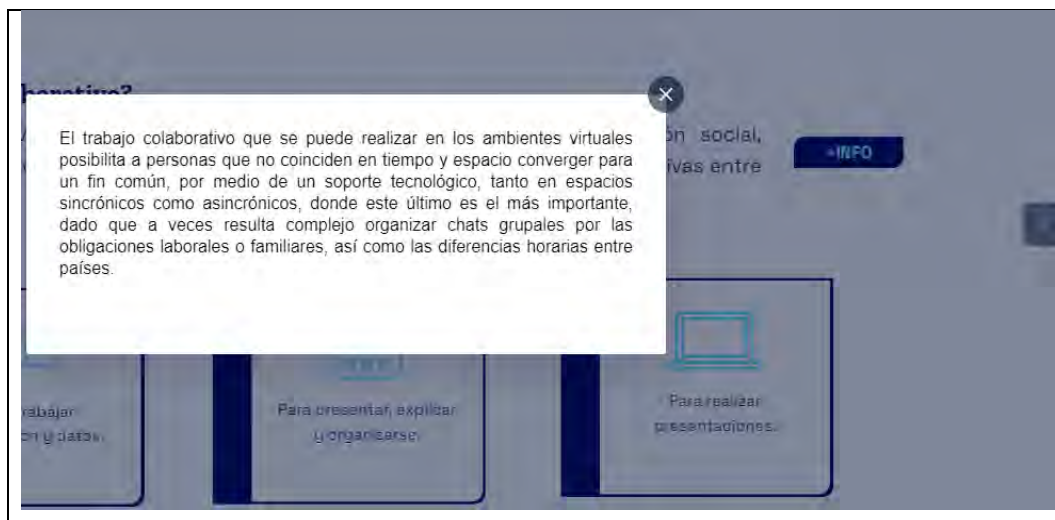 El trabajo colaborativo que se puede realizar en los ambientes virtuales
posibilita a personas que no coinciden en tiempo y espacio converger para
un fin común, por medio de un soporte tecnológico, tanto en espacios
sincrónicos como asincrónicos, donde este último es el más importante,
dado que a veces resulta complejo organizar chats grupales por las
obligaciones laborales o familiares, así como las diferencias horarias entre
países.
social,
entre
+INFO
Para presentar, explicar
y organizarse.
Para realizar
presentaciones.
y datos.